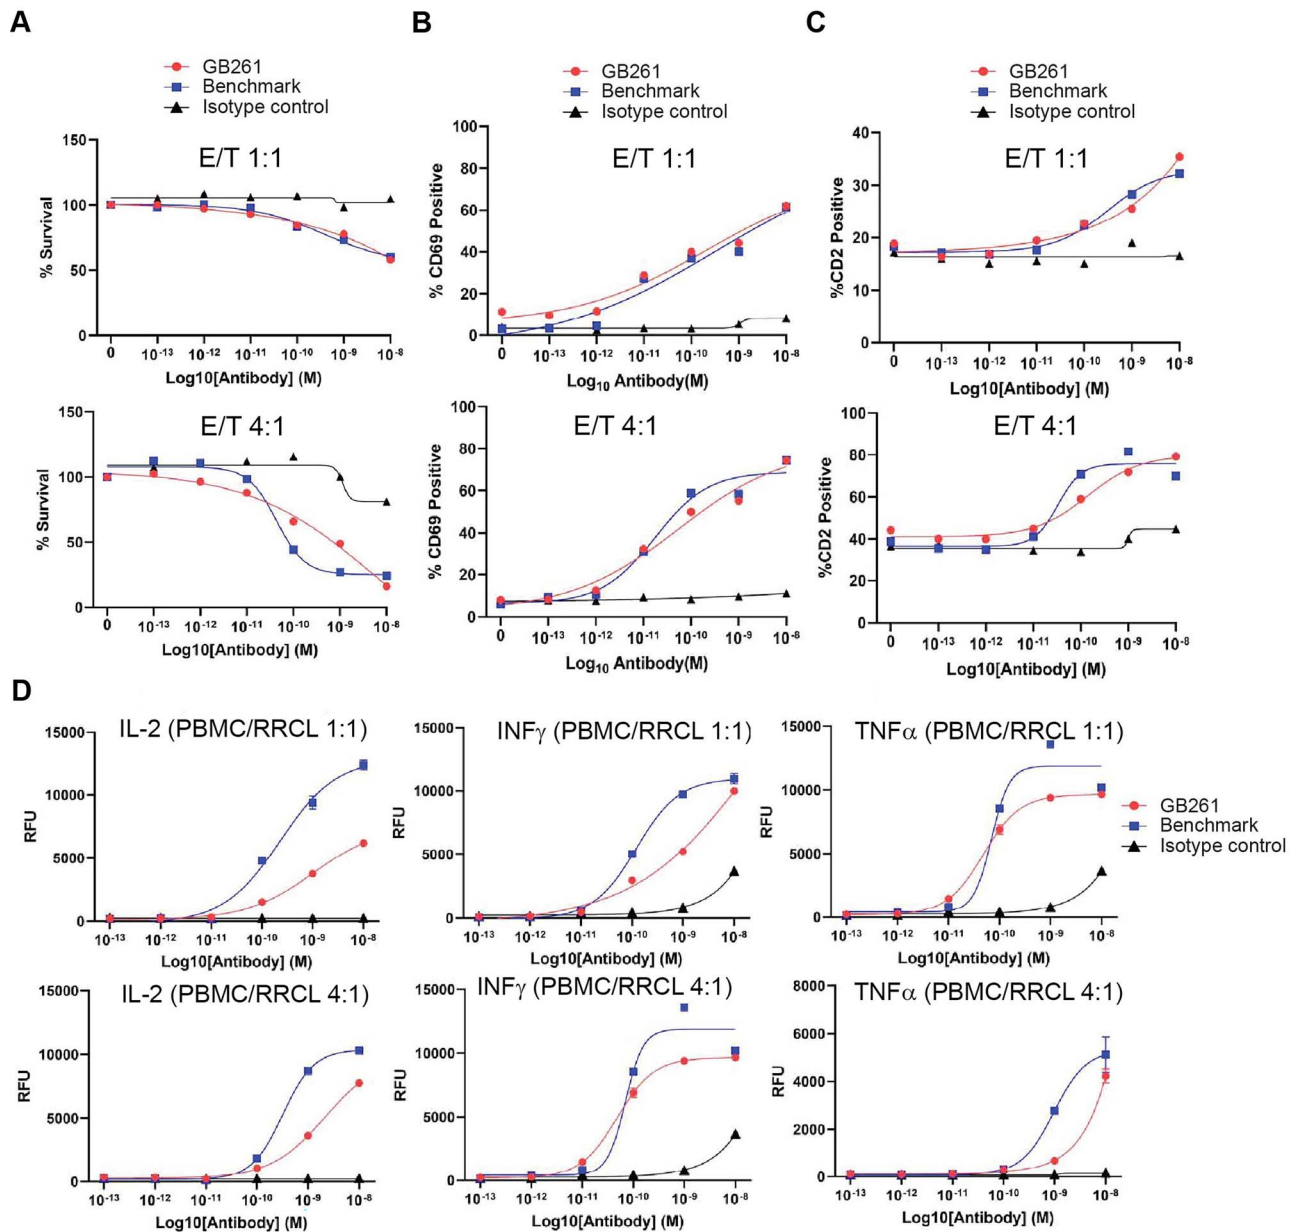 A
GB261
Benchmark
Isotype control
E/T 1:1
% Survival
150
100
50
0
0 10-13 10-12 10-11 10-10 10-9 10-8
Log10[Antibody] (M)
E/T 4:1
% Survival
150
100
50
0
0 10-13 10-12 10-11 10-10 10-9 10-8
Log10[Antibody] (M)
B
GB261
Benchmark
Isotype control
E/T 1:1
% CD69 Positive
100
80
60
40
20
0
0 10-13 10-12 10-11 10-10 10-9 10-8
Log10 Antibody(M)
E/T 4:1
% CD69 Positive
100
80
60
40
20
0
0 10-13 10-12 10-11 10-10 10-9 10-8
Log10 Antibody(M)
C
GB261
Benchmark
Isotype control
E/T 1:1
%CD2 Positive
40
30
20
10
0
0 10-13 10-12 10-11 10-10 10-9 10-8
Log10[Antibody] (M)
E/T 4:1
%CD2 Positive
100
80
60
40
20
0
0 10-13 10-12 10-11 10-10 10-9 10-8
Log10[Antibody] (M)
D
IL-2 (PBMC/RRCL 1:1)
RFU
15000
10000
5000
0
10-13 10-12 10-11 10-10 10-9 10-8
Log10[Antibody] (M)
INFγ (PBMC/RRCL 1:1)
RFU
15000
10000
5000
0
10-13 10-12 10-11 10-10 10-9 10-8
Log10[Antibody] (M)
TNFα (PBMC/RRCL 1:1)
RFU
15000
10000
5000
0
10-13 10-12 10-11 10-10 10-9 10-8
Log10[Antibody] (M)
GB261
Benchmark
Isotype control
IL-2 (PBMC/RRCL 4:1)
RFU
15000
10000
5000
0
10-13 10-12 10-11 10-10 10-9 10-8
Log10[Antibody] (M)
INFγ (PBMC/RRCL 4:1)
RFU
15000
10000
5000
0
10-13 10-12 10-11 10-10 10-9 10-8
Log10[Antibody] (M)
TNFα (PBMC/RRCL 4:1)
RFU
8000
6000
4000
2000
0
10-13 10-12 10-11 10-10 10-9 10-8
Log10[Antibody] (M)